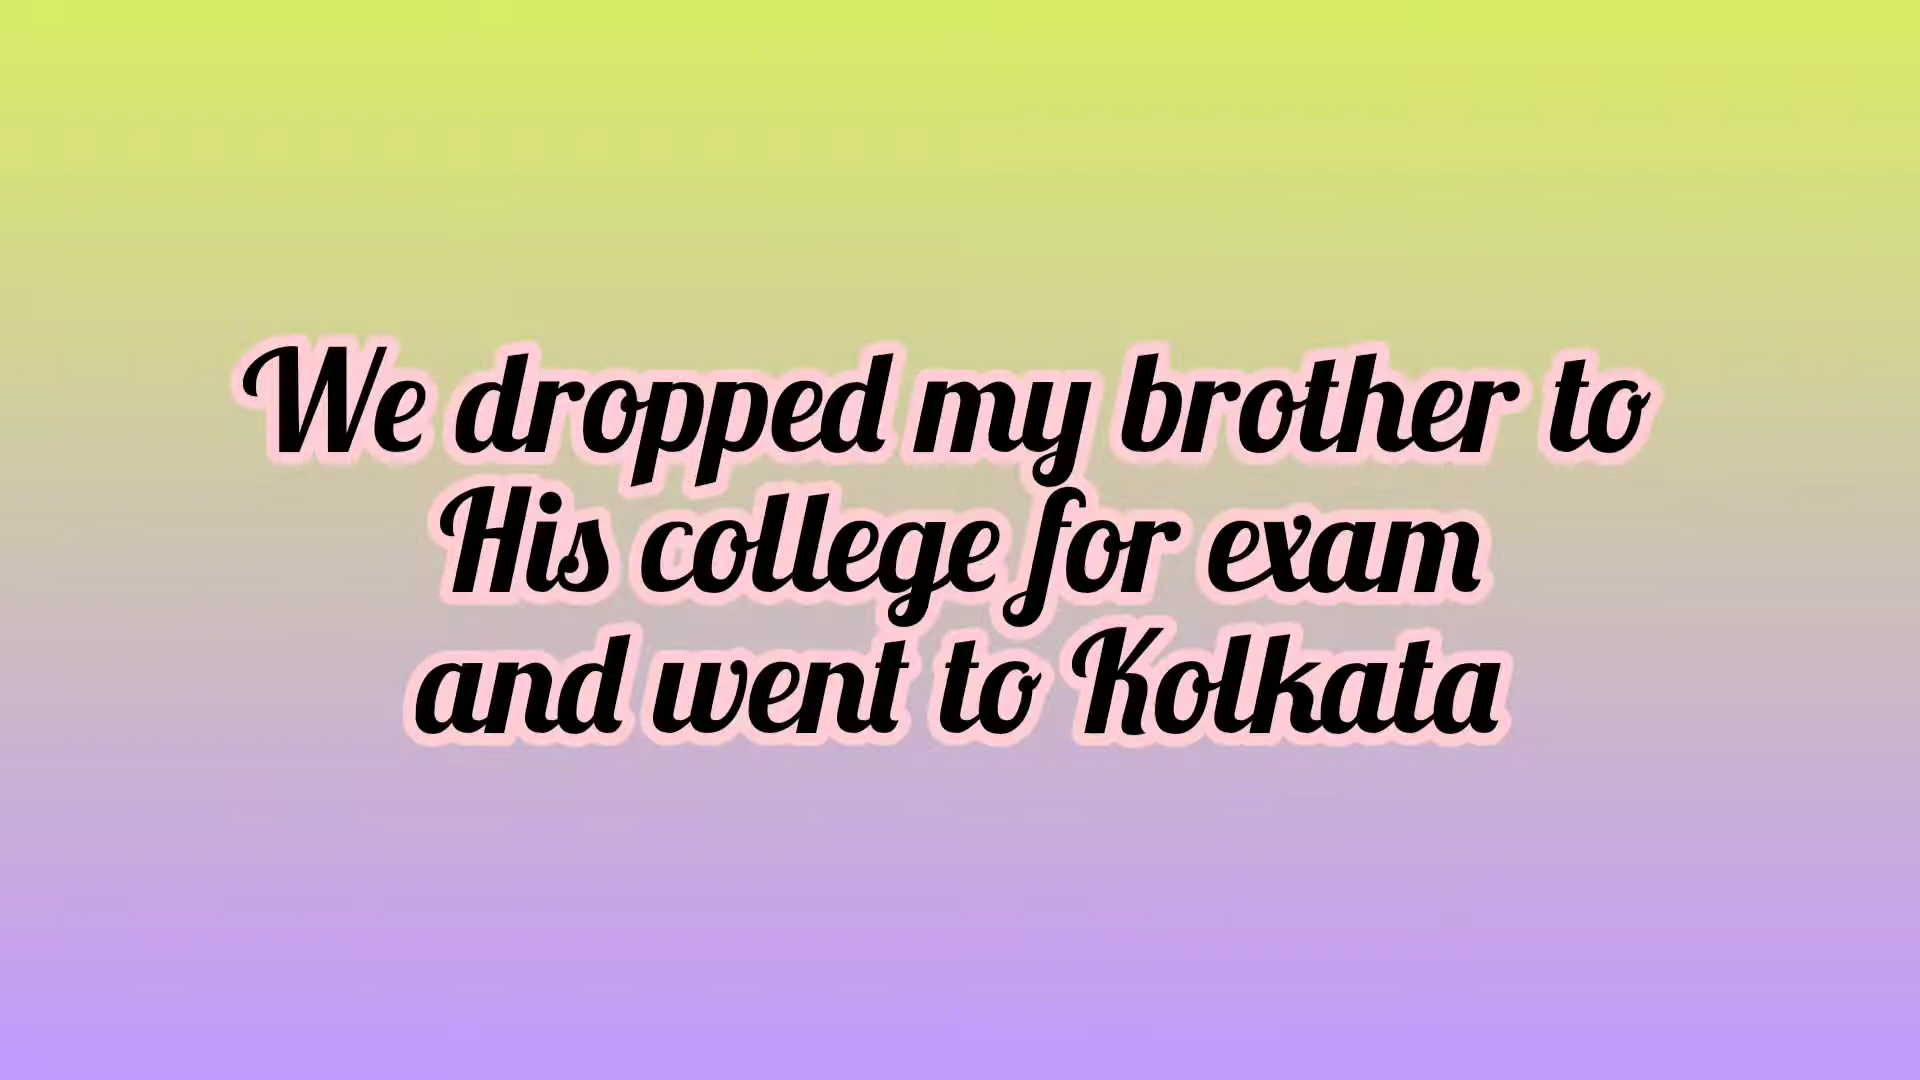 We dropped my brother to
His college for exam
and went to Kolkata